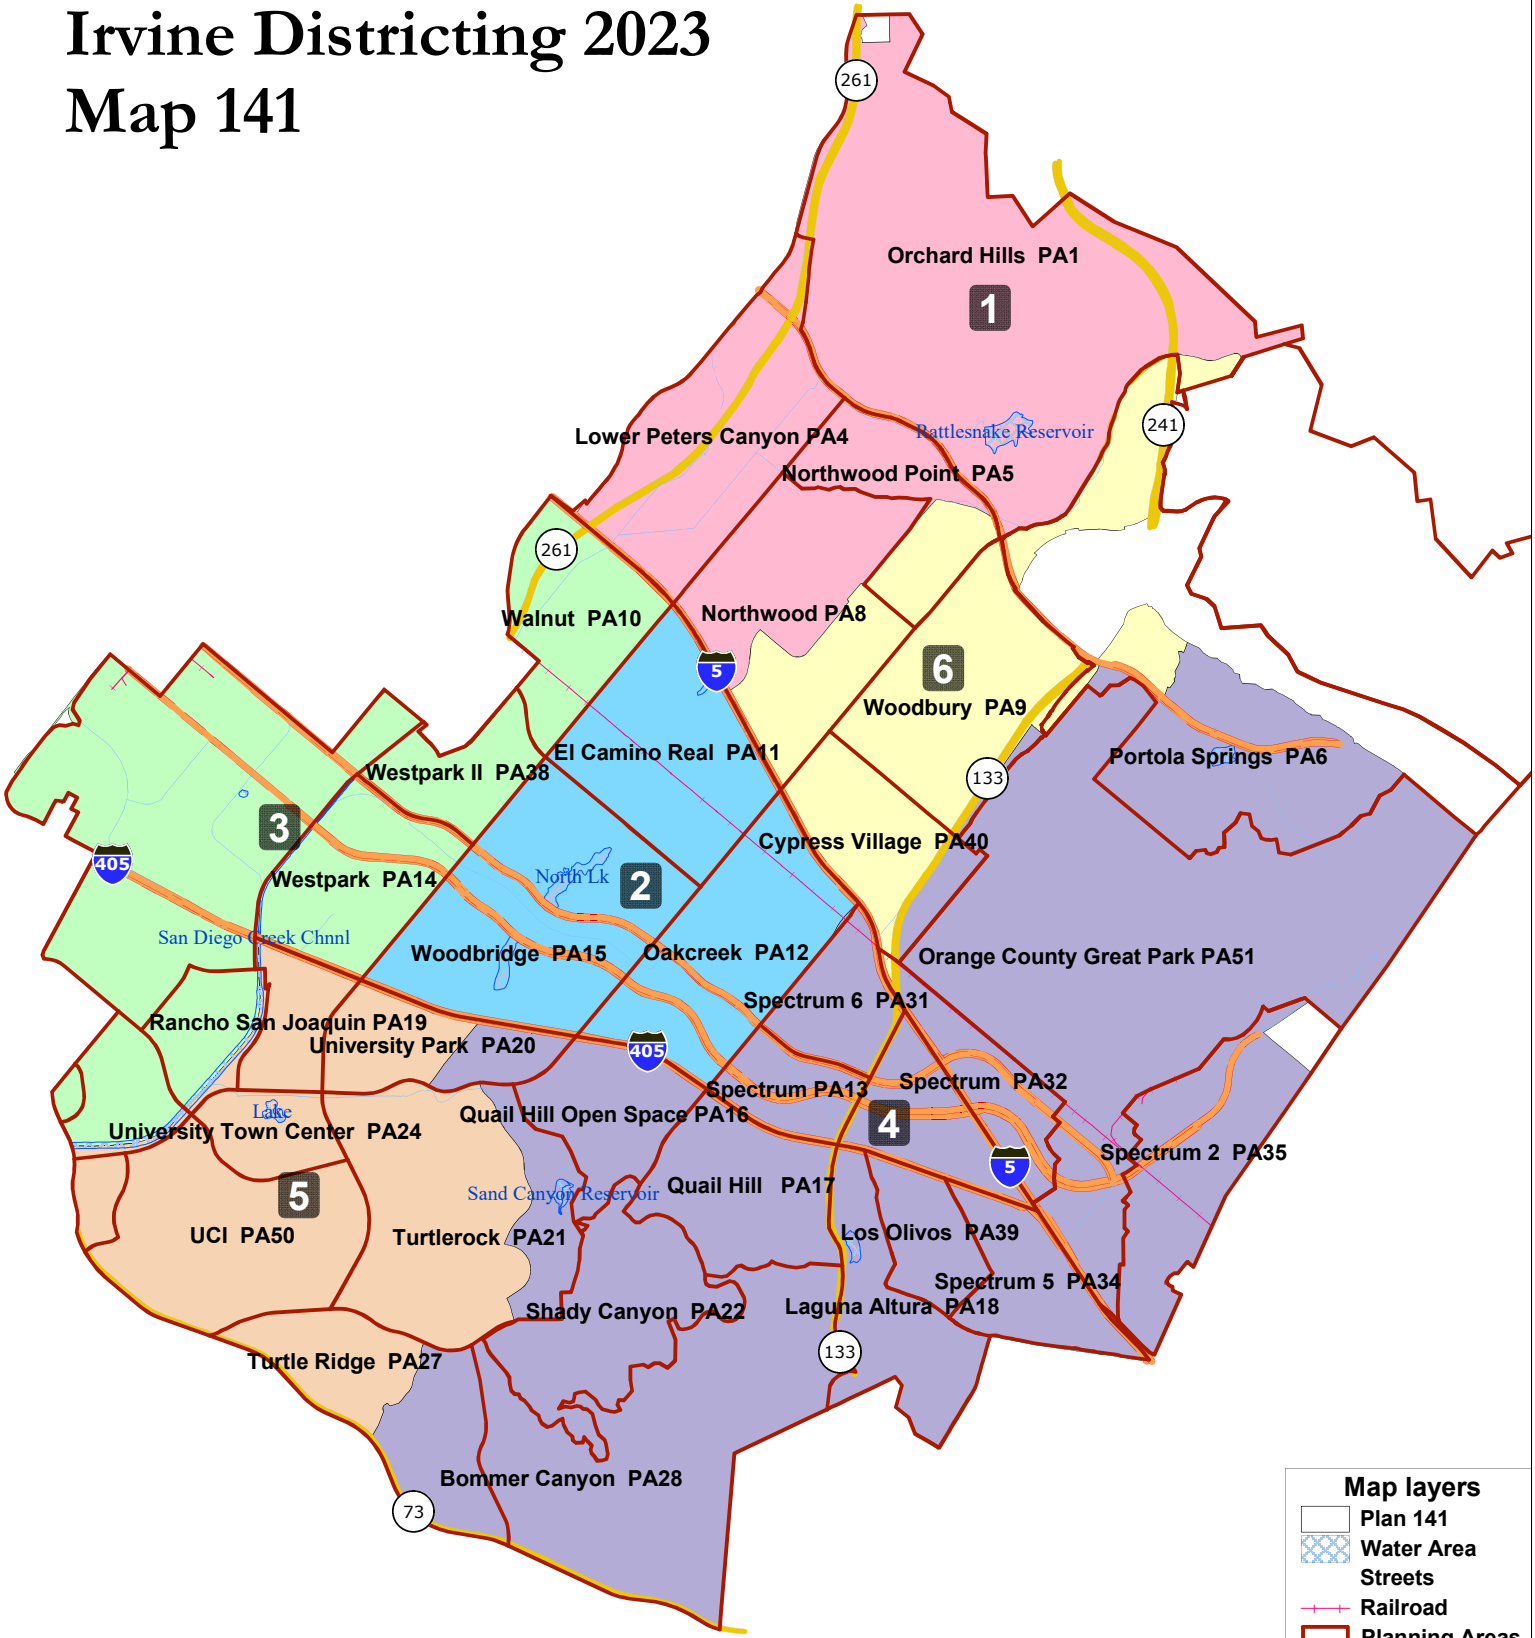 Irvine Districting 2023
Map 141
261
Orchard Hills PA1
1
241
Rattlesnake Reservoir
Lower Peters Canyon PA4
Northwood Point PA5
261
Walnut PA10
Northwood PA8
5
6
Woodbury PA9
El Camino Real PA11
Westpark II PA38
Portola Springs PA6
133
3
Cypress Village PA40
405
Westpark PA14
North Lk
2
San Diego Creek Chnnl
Woodbridge PA15
Oakcreek PA12
Orange County Great Park PA51
Spectrum 6 PA31
Rancho San Joaquin PA19
University Park PA20
405
Spectrum PA13
Spectrum PA32
Lake
Quail Hill Open Space PA16
4
University Town Center PA24
Spectrum 2 PA35
5
5
Sand Canyon Reservoir
Quail Hill PA17
UCI PA50
Turtlerock PA21
Los Olivos PA39
Spectrum 5 PA34
Shady Canyon PA22
Laguna Altura PA18
133
Turtle Ridge PA27
Bommer Canyon PA28
73
Map layers
Plan 141
Water Area
Streets
Railroad
Planning Areas